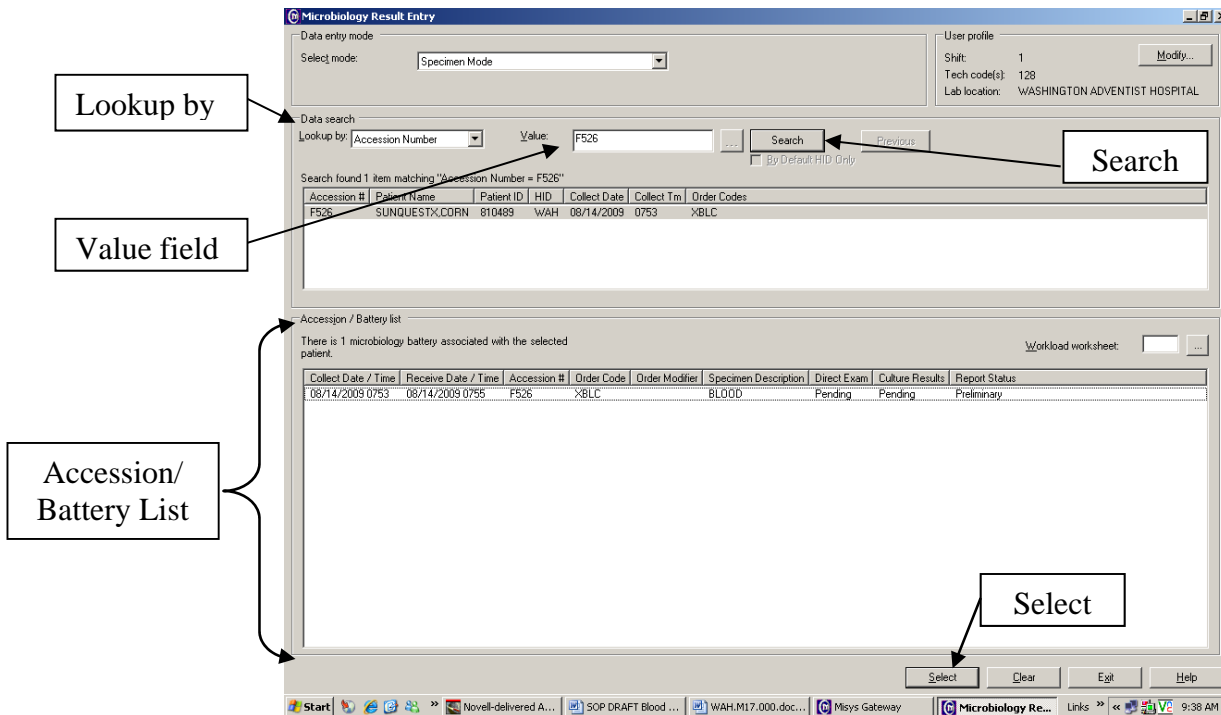 Microbiology Result Entry
Data entry mode
Select mode: Specimen Mode
User profile
Shift: 1 Modify...
Tech code(s): 128
Lab location: WASHINGTON ADVENTIST HOSPITAL
Lookup by
Data search
Lookup by: Accession Number Value: F526 ... Search Previous
By Default HID Only
Search
Search found 1 item matching "Accession Number = F526"
Accession # Patient Name Patient ID HID Collect Date Collect Tm Order Codes
F526 SUNQUESTX,CORN 810489 WAH 08/14/2009 0753 XBLC
Value field
Accession / Battery list
There is 1 microbiology battery associated with the selected
patient.
Workload worksheet: ...
Collect Date / Time Receive Date / Time Accession # Order Code Order Modifier Specimen Description Direct Exam Culture Results Report Status
08/14/2009 0753 08/14/2009 0755 F526 XBLC BLOOD Pending Pending Preliminary
Accession/
Battery List
Select
Select Clear Exit Help
Start » Novell-delivered A... SOP DRAFT Blood ... WAH.M17.000.doc... Misys Gateway Microbiology Re... Links » « 9:38 AM